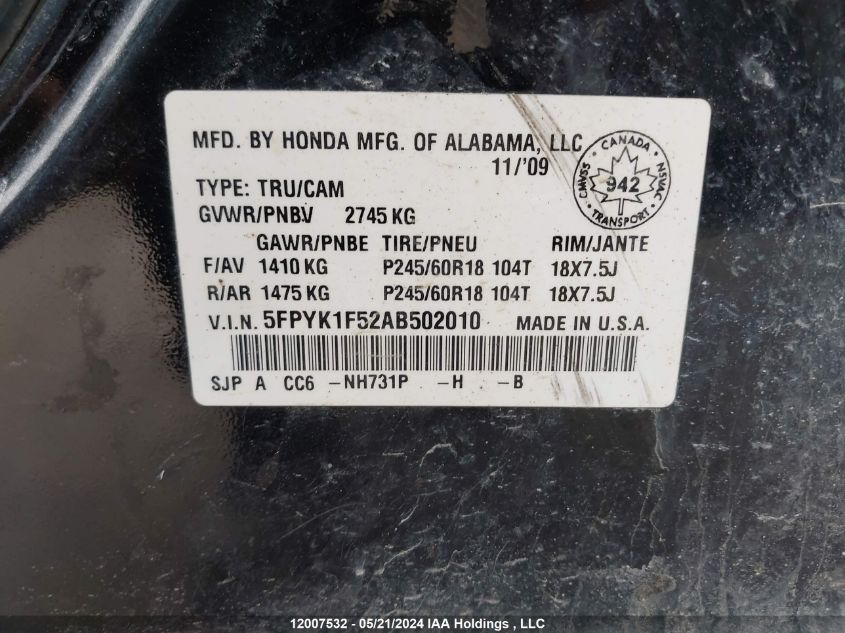 MFD. BY HONDA MFG. OF ALABAMA, LLC
11/'09
CANADA
CMVSS 942 NSVAC
TRANSPORT
TYPE: TRU/CAM
GVWR/PNBV 2745 KG
GAWR/PNBE TIRE/PNEU RIM/JANTE
F/AV 1410 KG P245/60R18 104T 18X7.5J
R/AR 1475 KG P245/60R18 104T 18X7.5J
V.I.N. 5FPYK1F52AB502010 MADE IN U.S.A.
SJP A CC6 -NH731P -H -B
12007532 - 05/21/2024 IAA Holdings , LLC